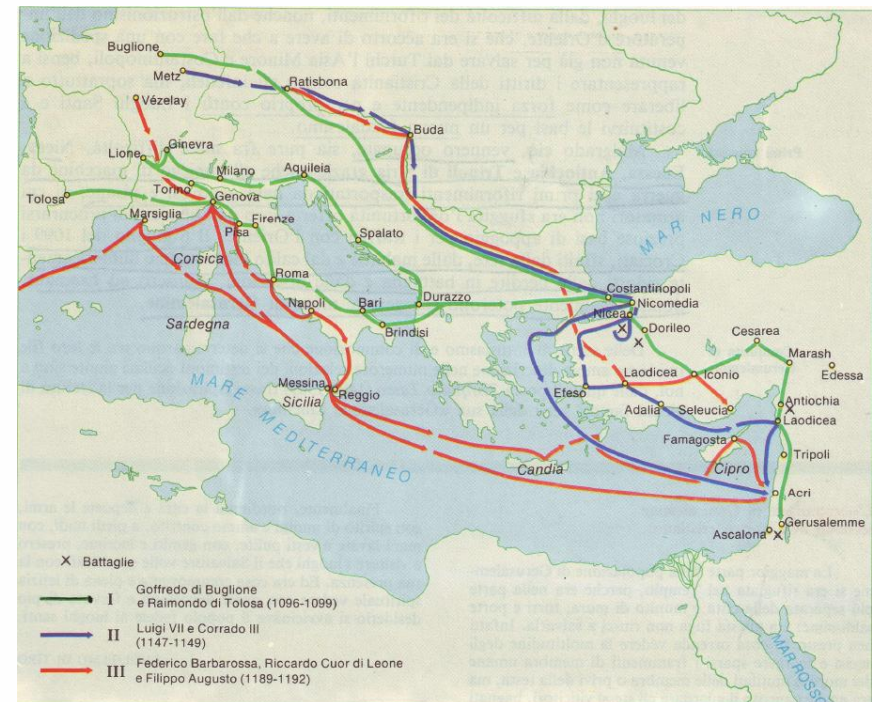 Buglione
Metz
Ratisbona
Vézelay
Buda
Ginevra
Lione
Milano
Aquileia
Torino
Tolosa
Genova
Marsiglia
Firenze
Pisa
Spalato
MAR NERO
Corsica
Roma
Costantinopoli
Durazzo
Nicomedia
Napoli
Bari
Nicea
Sardegna
Brindisi
Dorileo
Cesarea
Marash
Laodicea
Iconio
Edessa
MARE MEDITERRANEO
Messina
Reggio
Efeso
Sicilia
Adalia
Seleucia
Antiochia
Laodicea
Famagosta
Tripoli
Candia
Cipro
Acri
Gerusalemme
Ascalona
MAR ROSSO
× Battaglie
I Goffredo di Buglione
e Raimondo di Tolosa (1096-1099)
II Luigi VII e Corrado III
(1147-1149)
III Federico Barbarossa, Riccardo Cuor di Leone
e Filippo Augusto (1189-1192)